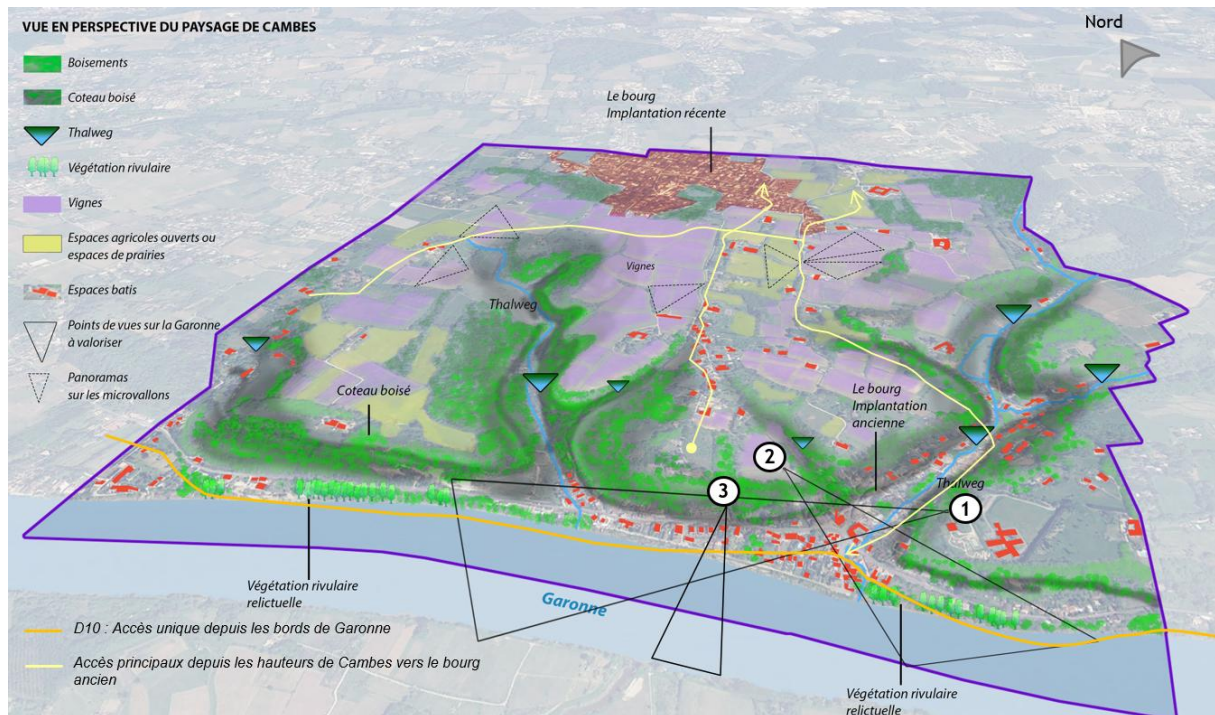 VUE EN PERSPECTIVE DU PAYSAGE DE CAMBES
Nord
Boisements
Coteau boisé
Thalweg
Végétation rivulaire
Vignes
Espaces agricoles ouverts ou
espaces de prairies
Espaces batis
Points de vues sur la Garonne
à valoriser
Panoramas
sur les microvallons
Le bourg
Implantation récente
Vignes
Thalweg
Coteau boisé
Le bourg
Implantation
ancienne
2
3
Thalweg
1
Végétation rivulaire
relictuelle
Garonne
D10 : Accès unique depuis les bords de Garonne
Accès principaux depuis les hauteurs de Cambes vers le bourg
ancien
Végétation rivulaire
relictuelle